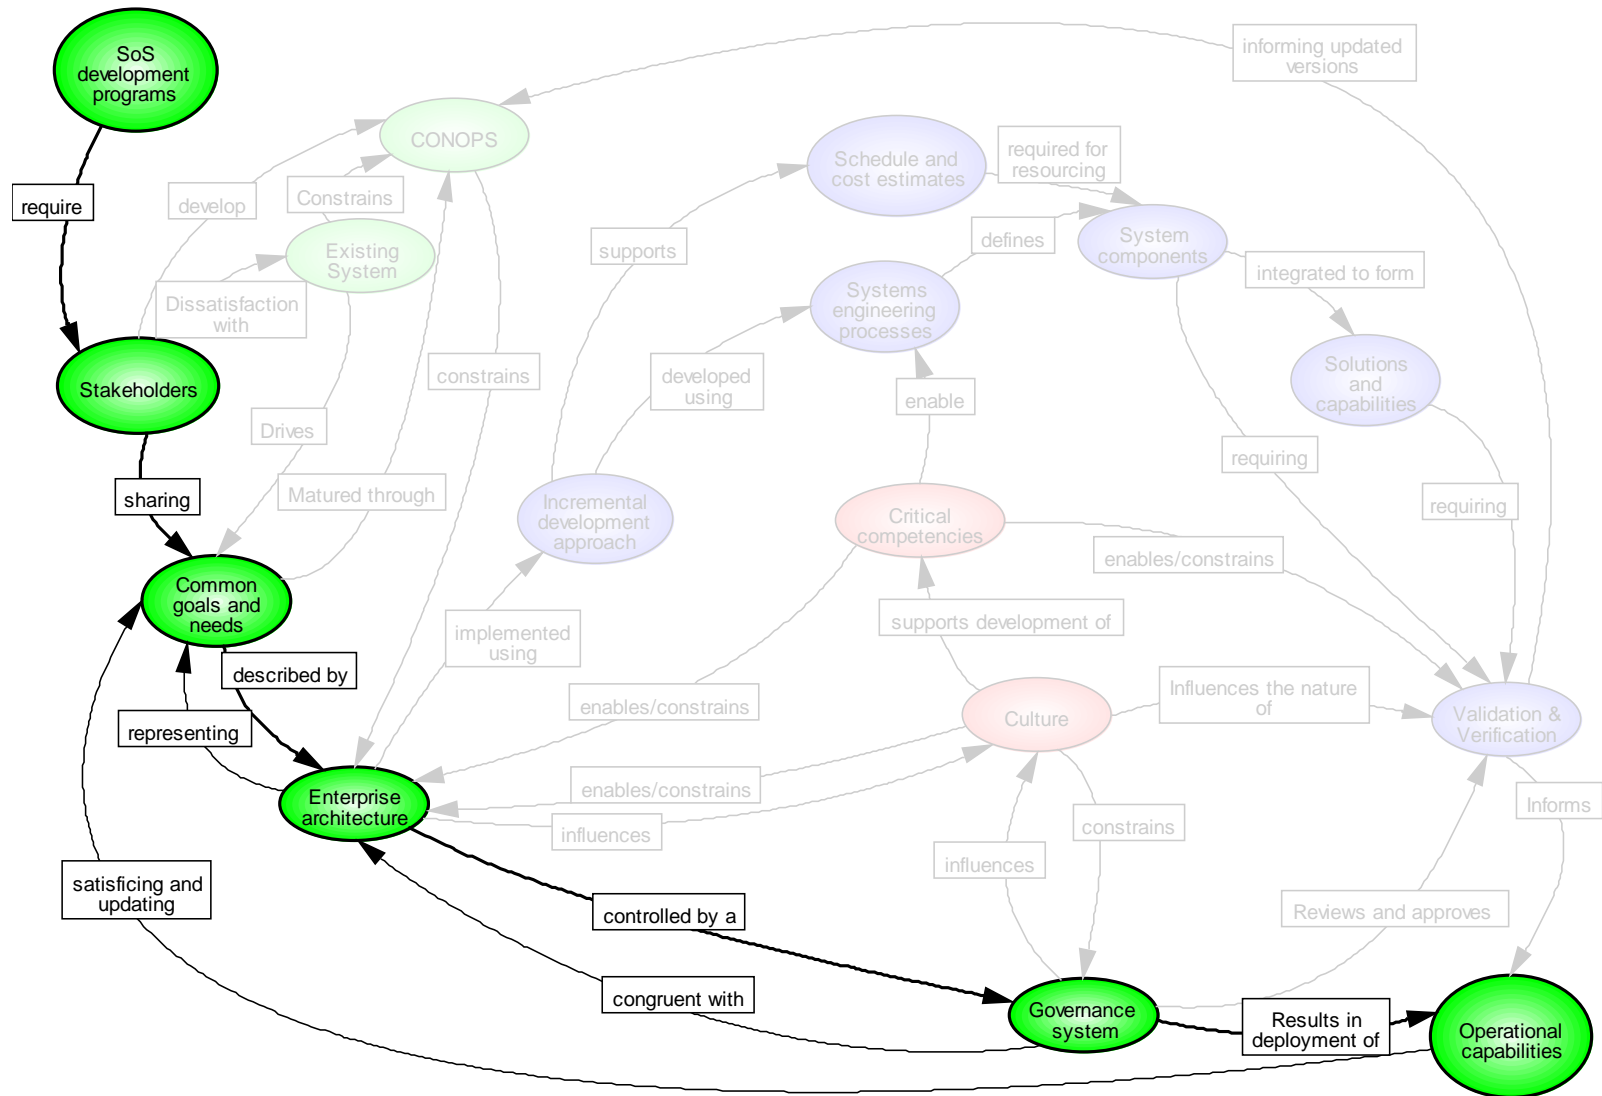 SoS
development
programs
informing updated
versions
CONOPS
Schedule and
cost estimates
required for
resourcing
require
develop
Constrains
Existing
System
supports
defines
System
components
integrated to form
Dissatisfaction
with
Systems
engineering
processes
Stakeholders
constrains
developed
using
enable
Solutions
and
capabilities
Drives
requiring
sharing
Matured through
Incremental
development
approach
Critical
competencies
requiring
enables/constrains
Common
goals and
needs
implemented
using
supports development of
described by
representing
enables/constrains
Culture
Influences the nature
of
Validation &
Verification
Enterprise
architecture
enables/constrains
influences
constrains
Informs
influences
satisficing and
updating
controlled by a
Reviews and approves
congruent with
Governance
system
Results in
deployment of
Operational
capabilities